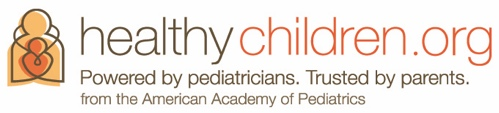 healthychildren.org
Powered by pediatricians. Trusted by parents.
from the American Academy of Pediatrics